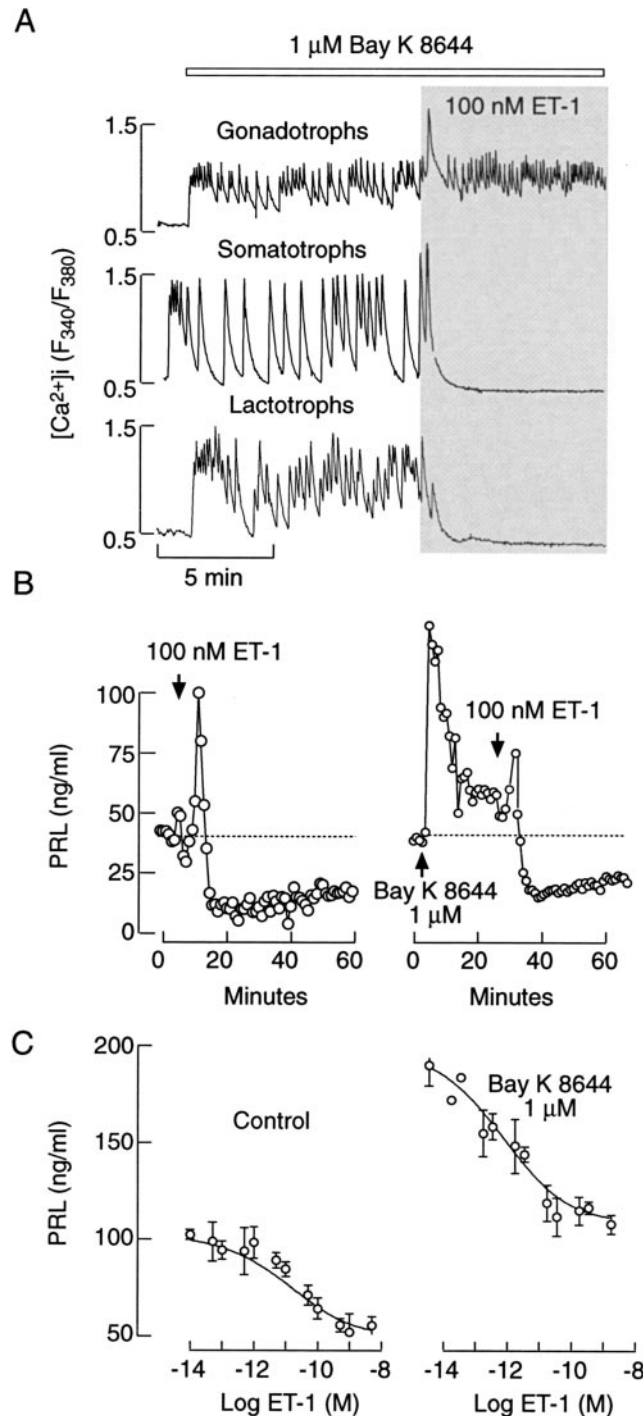 A
1 μM Bay K 8644
100 nM ET-1
1.5
Gonadotrophs
0.5
Somatotrophs
1.5
0.5
Lactotrophs
1.5
0.5
[Ca²⁺]i (F₃₄₀/F₃₈₀)
5 min
B
100 nM ET-1
100 nM ET-1
100
75
50
25
0
PRL (ng/ml)
Bay K 8644
1 μM
0 20 40 60
0 20 40 60
Minutes
Minutes
C
200
150
100
50
PRL (ng/ml)
Control
Bay K 8644
1 μM
-14 -12 -10 -8
-14 -12 -10 -8
Log ET-1 (M)
Log ET-1 (M)